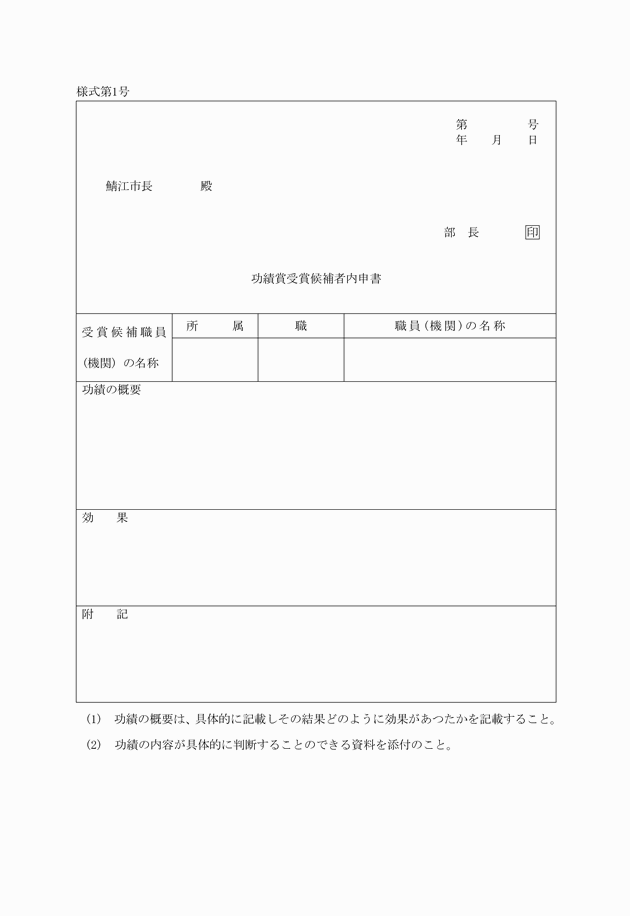 様式第1号
第　　　　　号
年　　月　　日
鯖江市長　　　　殿
部　長　　　　印
功績賞受賞候補者内申書
受賞候補職員
(機関)の名称
所　　　属
職
職員(機関)の名称
功績の概要
効　　果
附　　記
(1)　功績の概要は、具体的に記載しその結果どのように効果があつたかを記載すること。
(2)　功績の内容が具体的に判断することのできる資料を添付のこと。